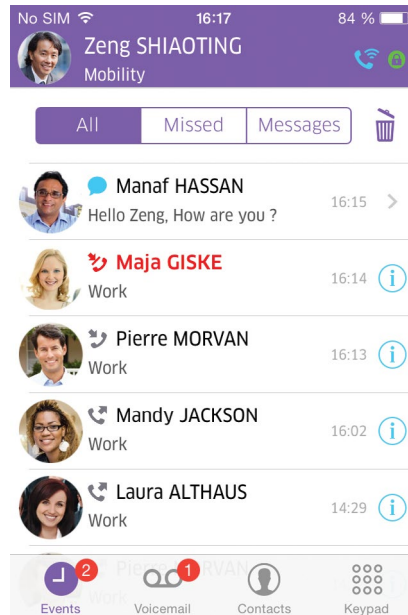 No SIM 16:17 84 %
Zeng SHIAOTING
Mobility
All Missed Messages
Manaf HASSAN
Hello Zeng, How are you ? 16:15
Maja GISKE
Work 16:14
Pierre MORVAN
Work 16:13
Mandy JACKSON
Work 16:02
Laura ALTHAUS
Work 14:29
Pierre MORVAN
2 1
Events Voicemail Contacts Keypad